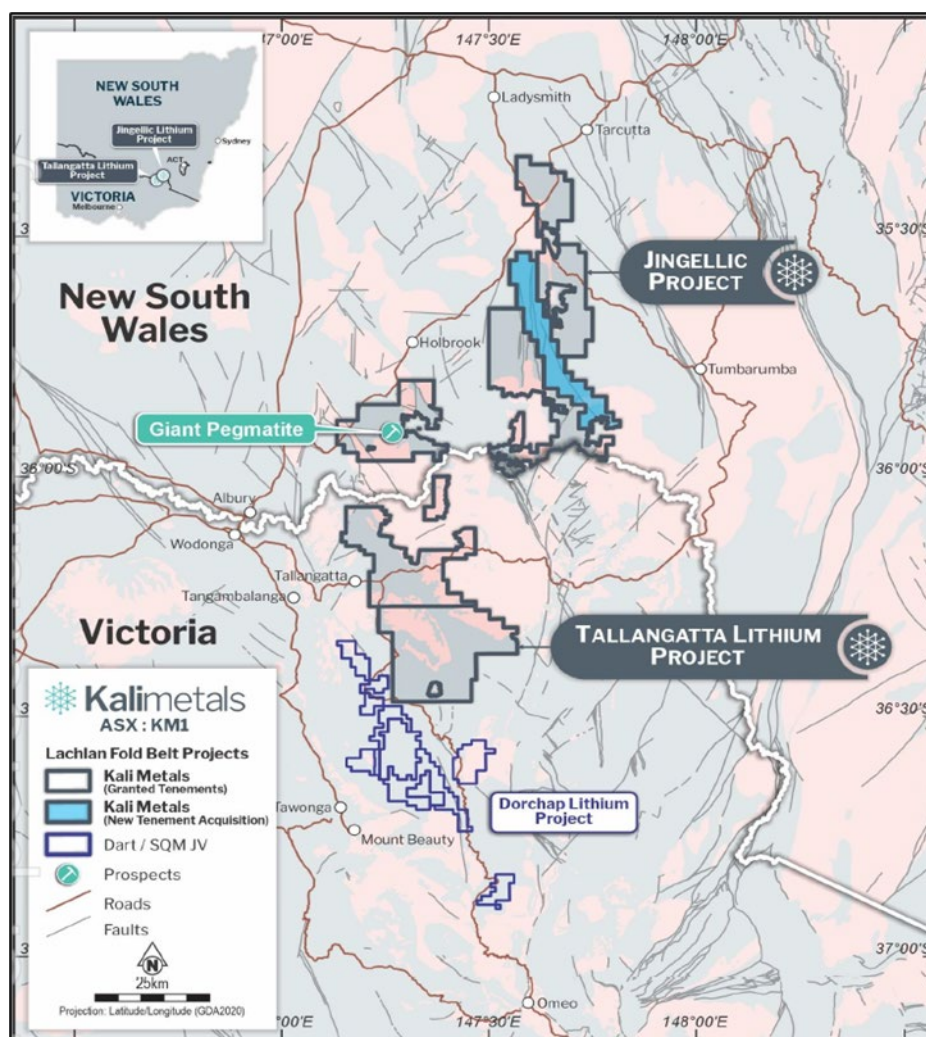 147°00'E
147°30'E
148°00'E
NEW SOUTH
WALES
Jingellic Lithium
Project
Sydney
ACT
Tallangatta Lithium
Project
VICTORIA
Melbourne
Ladysmith
Tarcutta
35°30'S
JINGELLIC
PROJECT
New South
Wales
Holbrook
Tumbarumba
Giant Pegmatite
36°00'S
36°00'S
Albury
Wodonga
Tallangatta
Tangambalanga
Victoria
TALLANGATTA LITHIUM
PROJECT
Kalimetals
ASX : KM1
Lachlan Fold Belt Projects
Kali Metals
(Granted Tenements)
Kali Metals
(New Tenement Acquisition)
Dart / SQM JV
Prospects
Roads
Faults
N
25km
Projection: Latitude/Longitude (GDA2020)
36°30'S
Dorchap Lithium
Project
Tawonga
Mount Beauty
37°00'S
Omeo
147°00'E
147°30'E
148°00'E